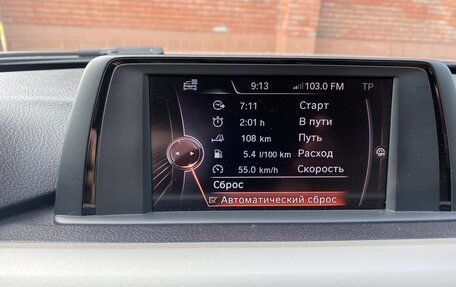 9:13 103.0 FM TP
7:11 Старт
2:01 h В пути
108 km Путь
5.4 l/100 km Расход
55.0 km/h Скорость
Сброс
Автоматический сброс